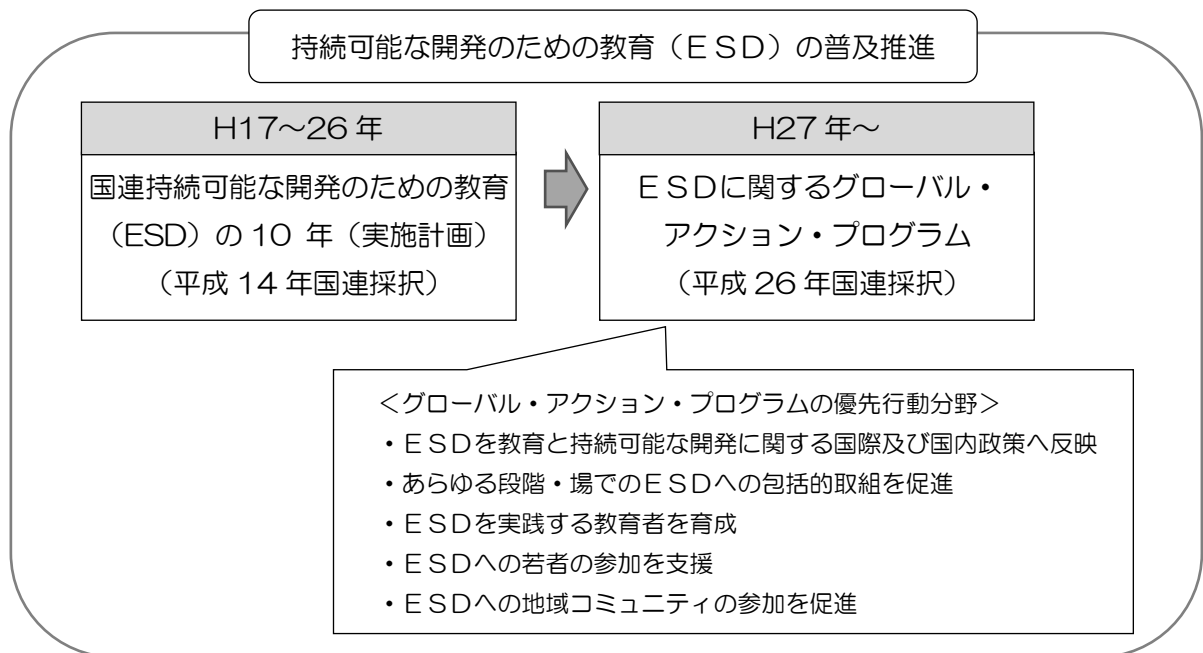 持続可能な開発のための教育（ＥＳＤ）の普及推進
H17～26 年
国連持続可能な開発のための教育
（ESD）の 10 年（実施計画）
（平成 14 年国連採択）
H27 年～
ＥＳＤに関するグローバル・
アクション・プログラム
（平成 26 年国連採択）
＜グローバル・アクション・プログラムの優先行動分野＞
・ＥＳＤを教育と持続可能な開発に関する国際及び国内政策へ反映
・あらゆる段階・場でのＥＳＤへの包括的取組を促進
・ＥＳＤを実践する教育者を育成
・ＥＳＤへの若者の参加を支援
・ＥＳＤへの地域コミュニティの参加を促進